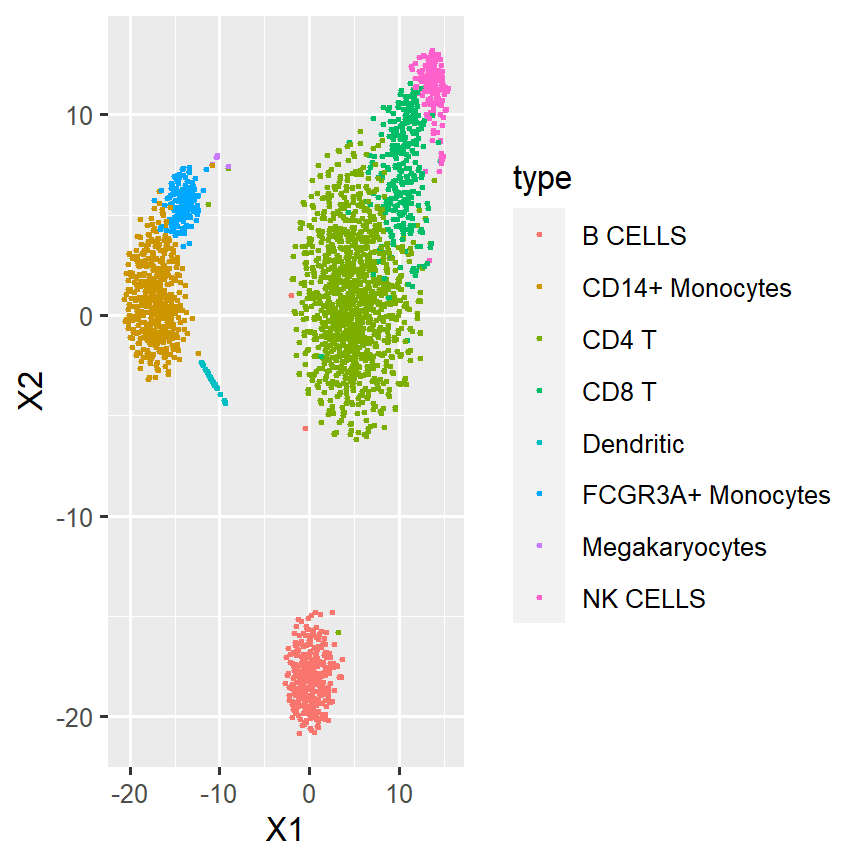 type
B CELLS
CD14+ Monocytes
CD4 T
CD8 T
Dendritic
FCGR3A+ Monocytes
Megakaryocytes
NK CELLS
X2
10
0
-10
-20
-20 -10 0 10
X1